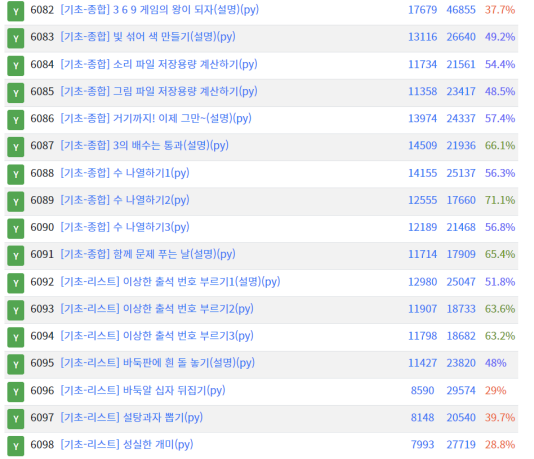 Y 6082 [기초-종합] 3 6 9 게임의 왕이 되자(설명)(py) 17679 46855 37.7%
Y 6083 [기초-종합] 빛 섞어 색 만들기(설명)(py) 13116 26640 49.2%
Y 6084 [기초-종합] 소리 파일 저장용량 계산하기(py) 11734 21561 54.4%
Y 6085 [기초-종합] 그림 파일 저장용량 계산하기(py) 11358 23417 48.5%
Y 6086 [기초-종합] 거기까지! 이제 그만~(설명)(py) 13974 24337 57.4%
Y 6087 [기초-종합] 3의 배수는 통과(설명)(py) 14509 21936 66.1%
Y 6088 [기초-종합] 수 나열하기1(py) 14155 25137 56.3%
Y 6089 [기초-종합] 수 나열하기2(py) 12555 17660 71.1%
Y 6090 [기초-종합] 수 나열하기3(py) 12189 21468 56.8%
Y 6091 [기초-종합] 함께 문제 푸는 날(설명)(py) 11714 17909 65.4%
Y 6092 [기초-리스트] 이상한 출석 번호 부르기1(설명)(py) 12980 25047 51.8%
Y 6093 [기초-리스트] 이상한 출석 번호 부르기2(py) 11907 18733 63.6%
Y 6094 [기초-리스트] 이상한 출석 번호 부르기3(py) 11798 18682 63.2%
Y 6095 [기초-리스트] 바둑판에 흰 돌 놓기(설명)(py) 11427 23820 48%
Y 6096 [기초-리스트] 바둑알 십자 뒤집기(py) 8590 29574 29%
Y 6097 [기초-리스트] 설탕과자 뽑기(py) 8148 20540 39.7%
Y 6098 [기초-리스트] 성실한 개미(py) 7993 27719 28.8%